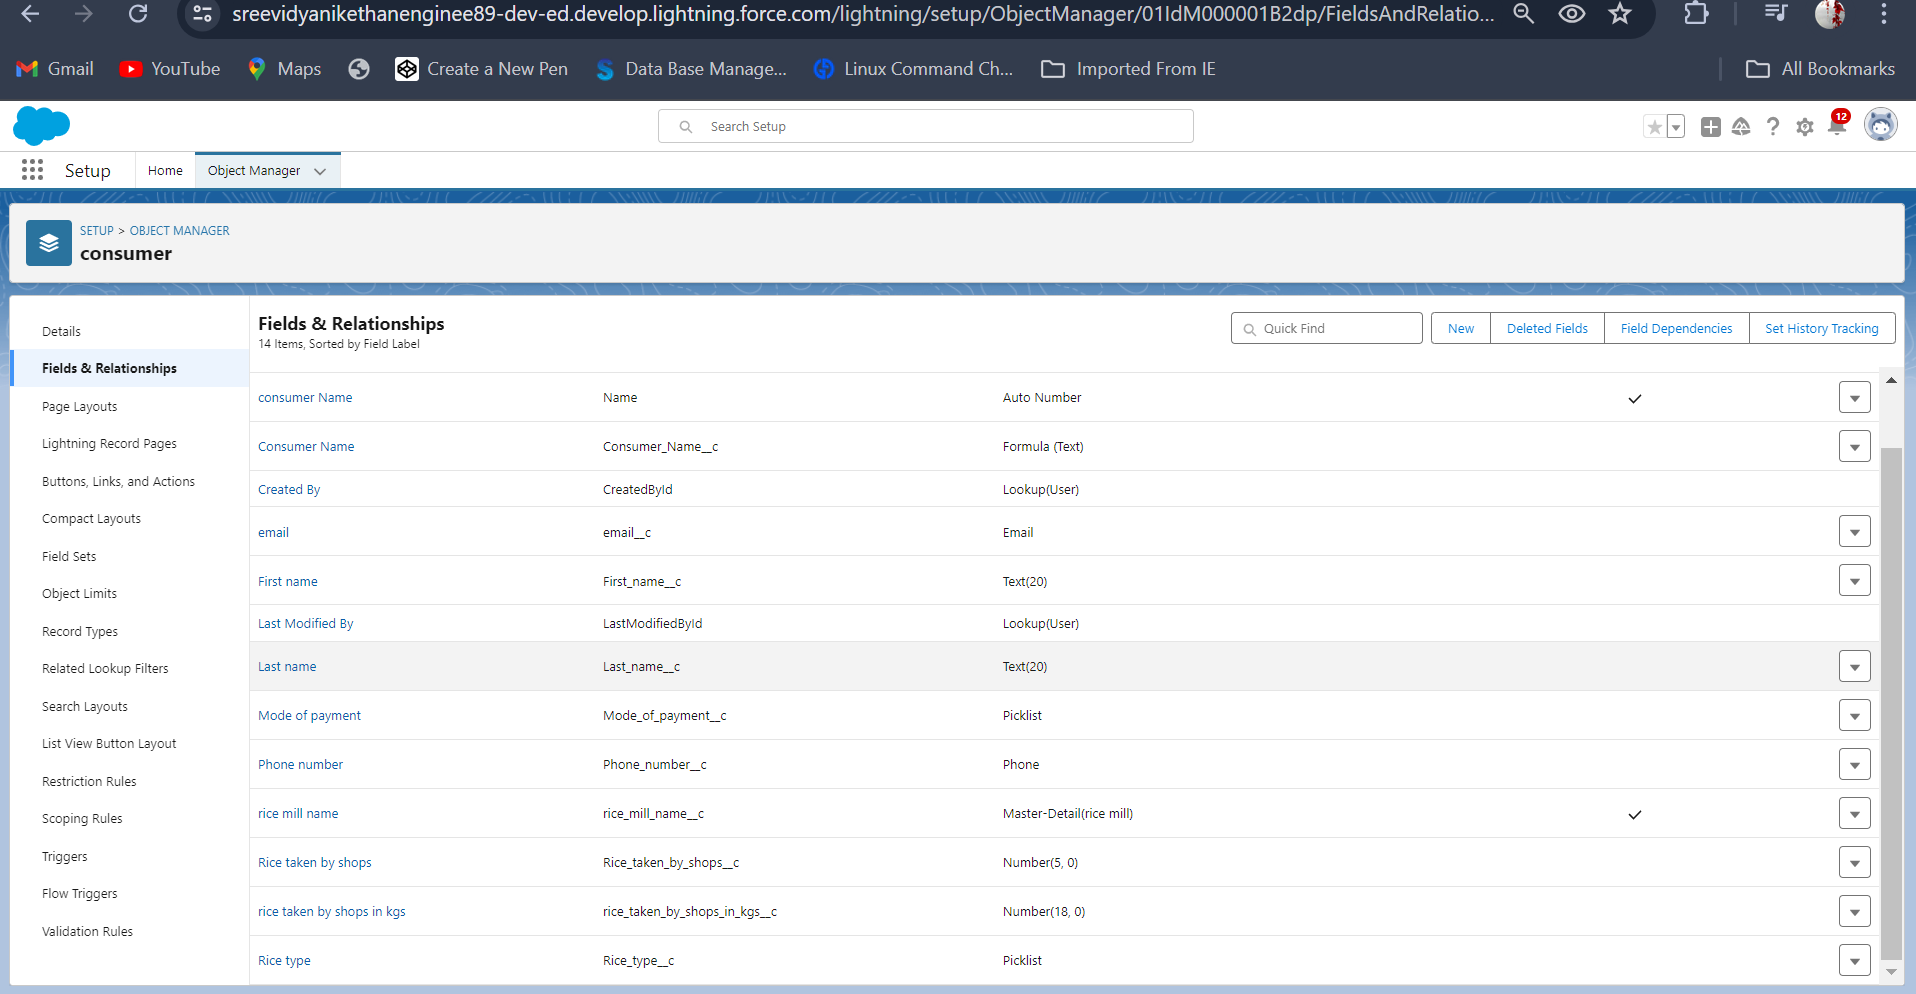 sreevidyanikethanenginee89-dev-ed.develop.lightning.force.com/lightning/setup/ObjectManager/01IdM000001B2dp/FieldsAndRelatio...
Gmail YouTube Maps Create a New Pen Data Base Manage... Linux Command Ch... Imported From IE All Bookmarks
Search Setup
12
Setup Home Object Manager
SETUP > OBJECT MANAGER
consumer
Details
Fields & Relationships
Page Layouts
Lightning Record Pages
Buttons, Links, and Actions
Compact Layouts
Field Sets
Object Limits
Record Types
Related Lookup Filters
Search Layouts
List View Button Layout
Restriction Rules
Scoping Rules
Triggers
Flow Triggers
Validation Rules
Fields & Relationships
14 Items, Sorted by Field Label
Quick Find New Deleted Fields Field Dependencies Set History Tracking
consumer Name Name Auto Number
Consumer Name Consumer_Name__c Formula (Text)
Created By CreatedById Lookup(User)
email email__c Email
First name First_name__c Text(20)
Last Modified By LastModifiedById Lookup(User)
Last name Last_name__c Text(20)
Mode of payment Mode_of_payment__c Picklist
Phone number Phone_number__c Phone
rice mill name rice_mill_name__c Master-Detail(rice mill)
Rice taken by shops Rice_taken_by_shops__c Number(5, 0)
rice taken by shops in kgs rice_taken_by_shops_in_kgs__c Number(18, 0)
Rice type Rice_type__c Picklist